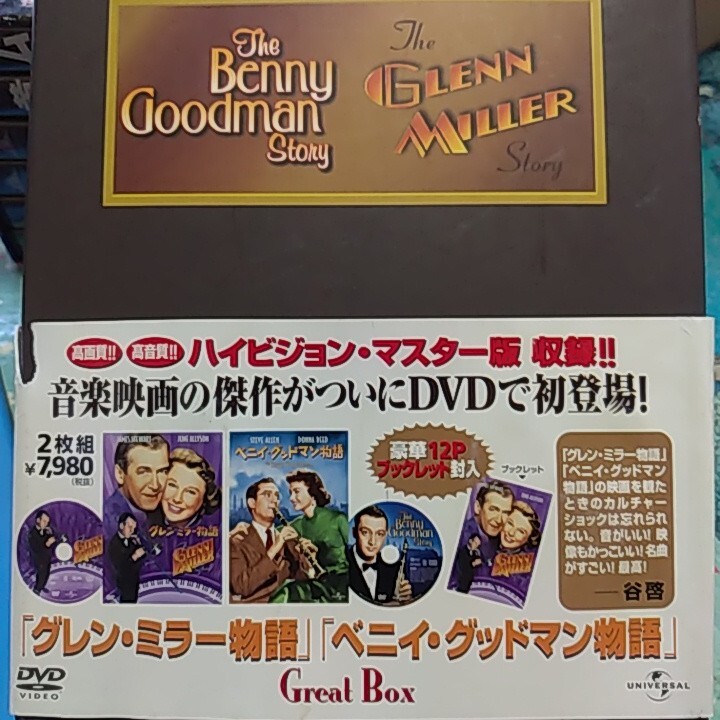 The
Benny
Goodman
Story
The
GLENN
MILLER
Story
高画質!! 高音質!! ハイビジョン・マスター版 収録!!
音楽映画の傑作がついにDVDで初登場!
2枚組
¥7,980
(税抜)
JAMES STEWART JUNE ALLYSON
グレン・ミラー物語
STEVE ALLEN DONNA REED
ベニイ・グッドマン物語
The
Benny
Goodman
Story
豪華12P
ブックレット封入
ブックレット
「グレン・ミラー物語」
「ベニイ・グッドマン
物語」の映画を観た
ときのカルチャー
ショックは忘れられ
ない。音がいい! 映
像もかっこいい! 名曲
がすごい! 最高!
──谷啓
「グレン・ミラー物語」「ベニイ・グッドマン物語」
DVD
VIDEO
Great Box
UNIVERSAL